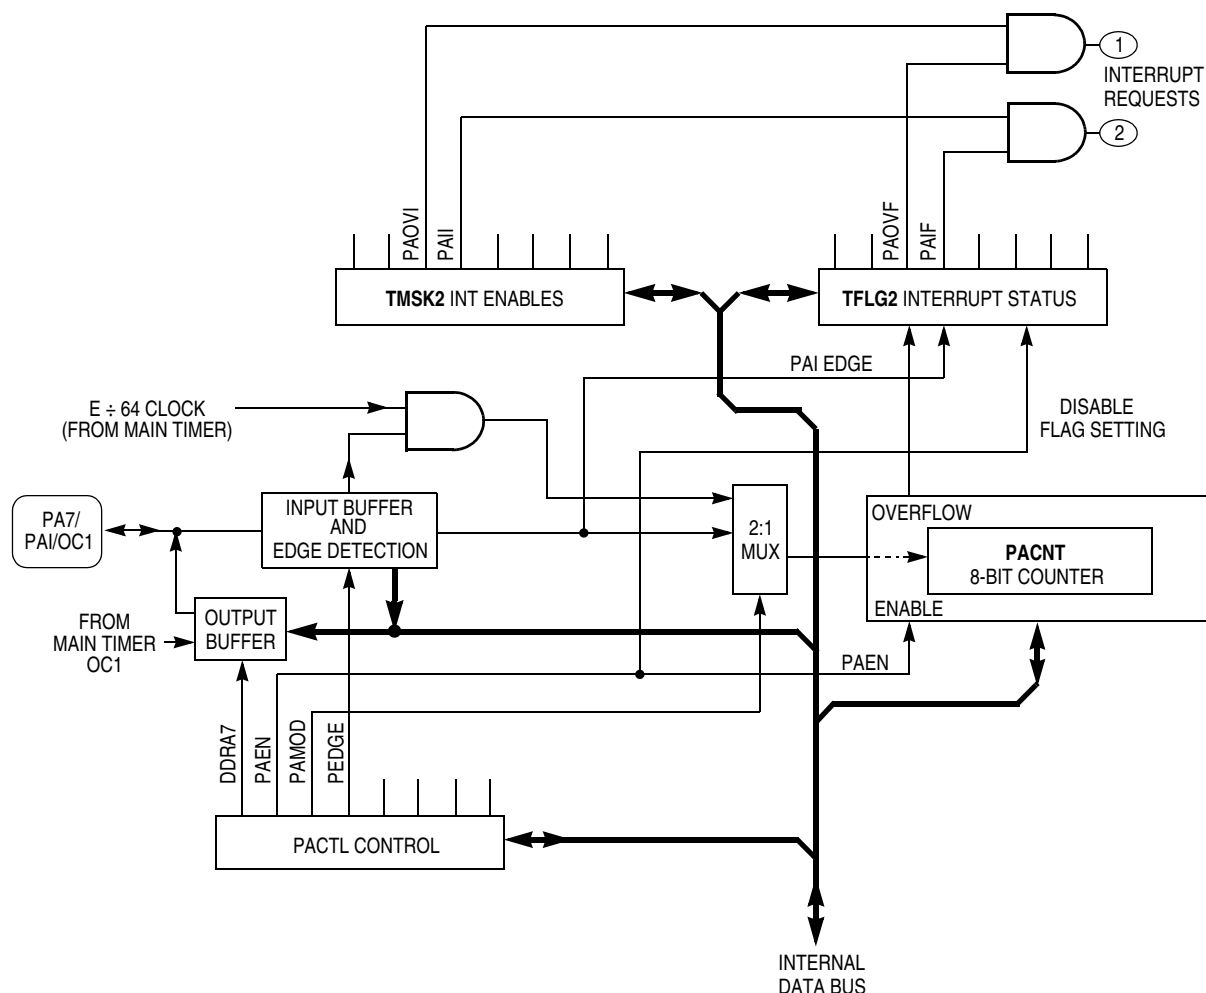 1
INTERRUPT
REQUESTS
2
PAOVI
PAII
PAOVF
PAIF
TMSK2 INT ENABLES
TFLG2 INTERRUPT STATUS
PAI EDGE
E ÷ 64 CLOCK
(FROM MAIN TIMER)
DISABLE
FLAG SETTING
PA7/
PAI/OC1
INPUT BUFFER
AND
EDGE DETECTION
2:1
MUX
OVERFLOW
PACNT
8-BIT COUNTER
ENABLE
FROM
MAIN TIMER
OC1
OUTPUT
BUFFER
PAEN
DDRA7
PAEN
PAMOD
PEDGE
PACTL CONTROL
INTERNAL
DATA BUS